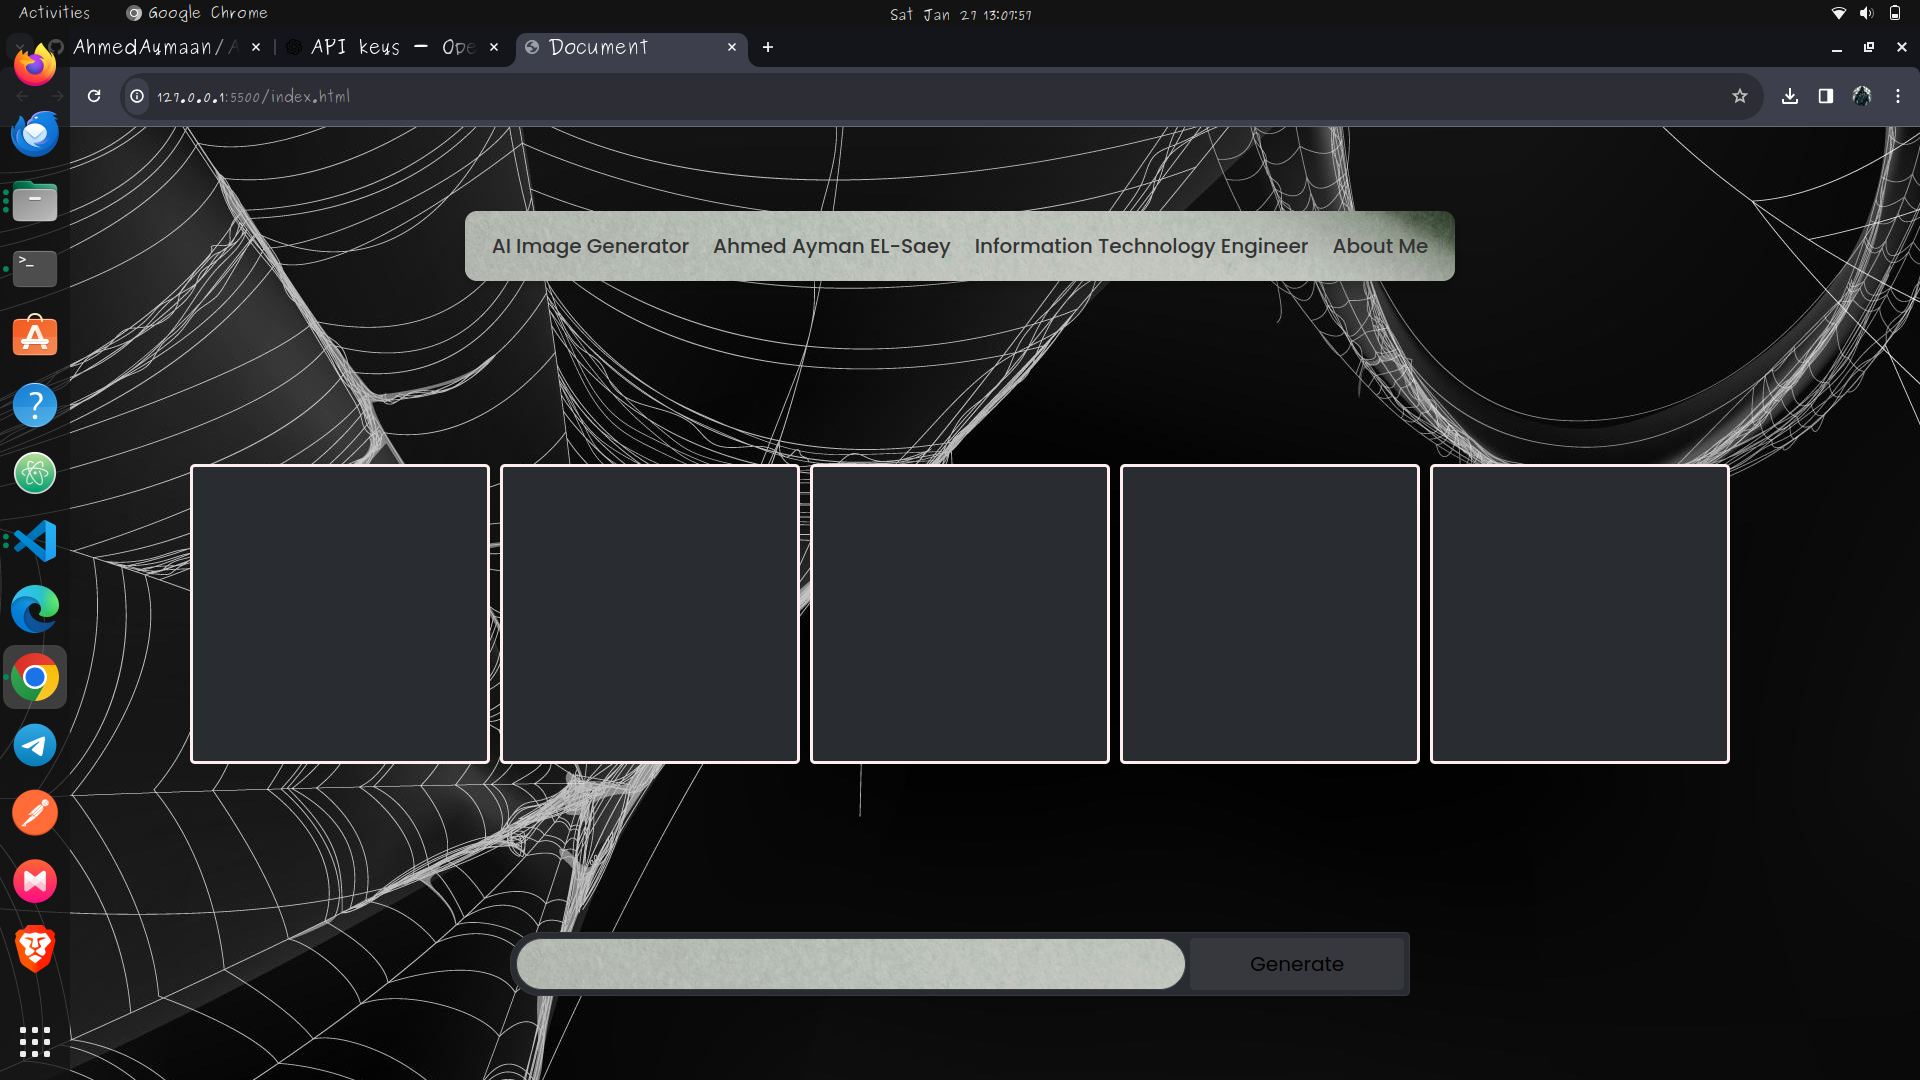 Activities Google Chrome Sat Jan 27 13:07:57
AhmedAymaan/A API keys — Ope Document
127.0.0.1:5500/index.html
AI Image Generator Ahmed Ayman EL-Saey Information Technology Engineer About Me
Generate